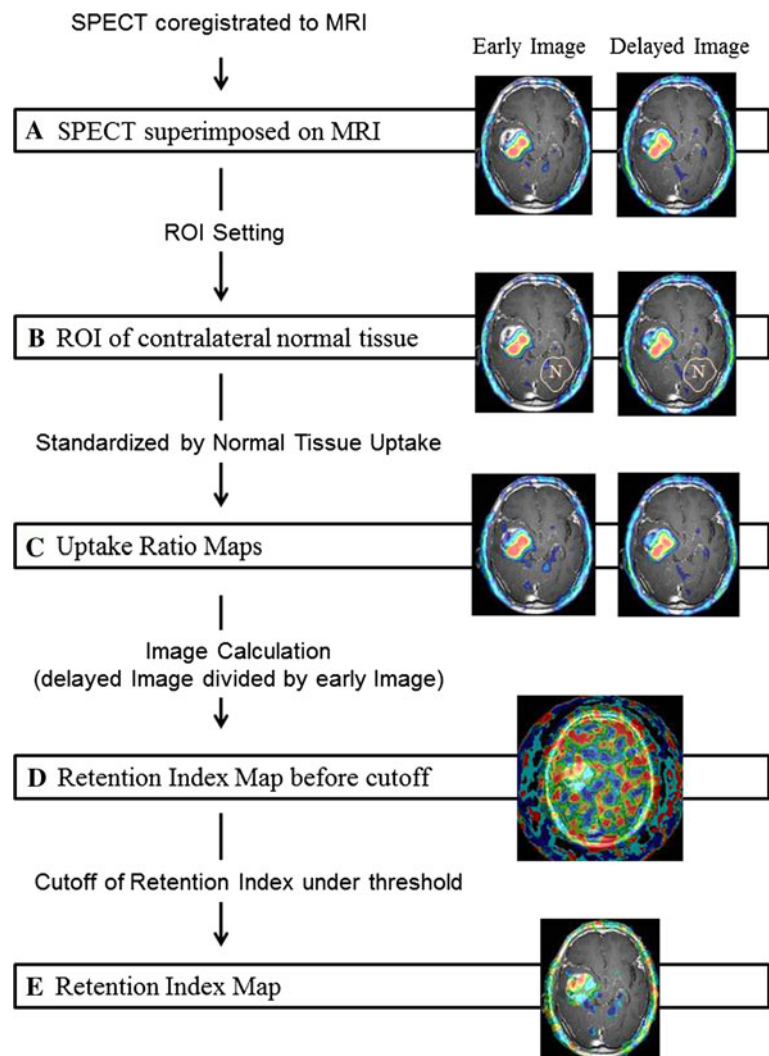 SPECT coregistrated to MRI
Early Image
Delayed Image
A SPECT superimposed on MRI
ROI Setting
B ROI of contralateral normal tissue
N
N
Standardized by Normal Tissue Uptake
C Uptake Ratio Maps
Image Calculation
(delayed Image divided by early Image)
D Retention Index Map before cutoff
Cutoff of Retention Index under threshold
E Retention Index Map